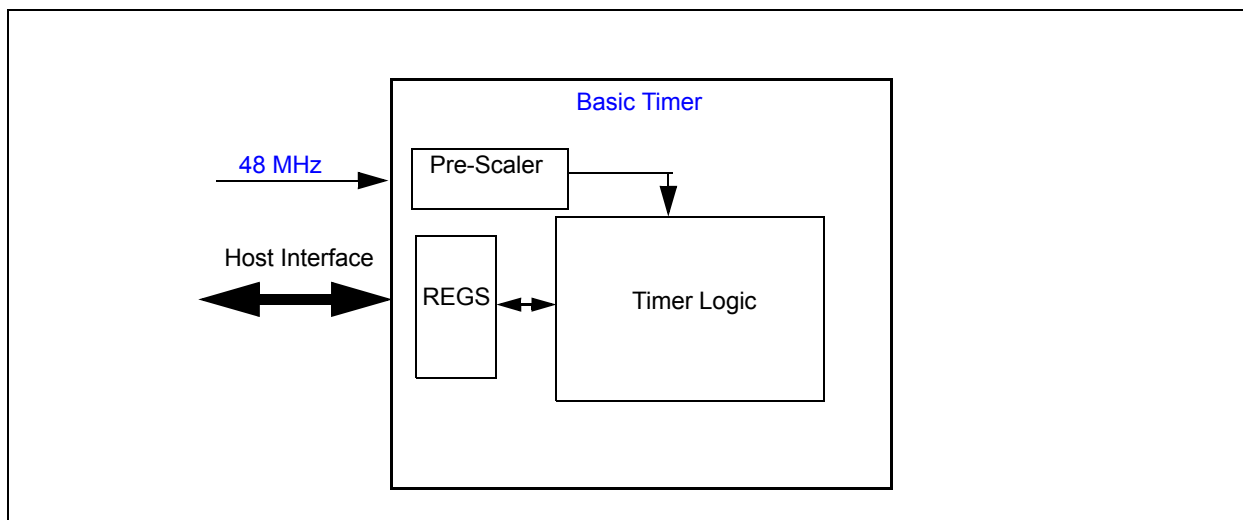 Basic Timer
48 MHz
Pre-Scaler
Host Interface
REGS
Timer Logic